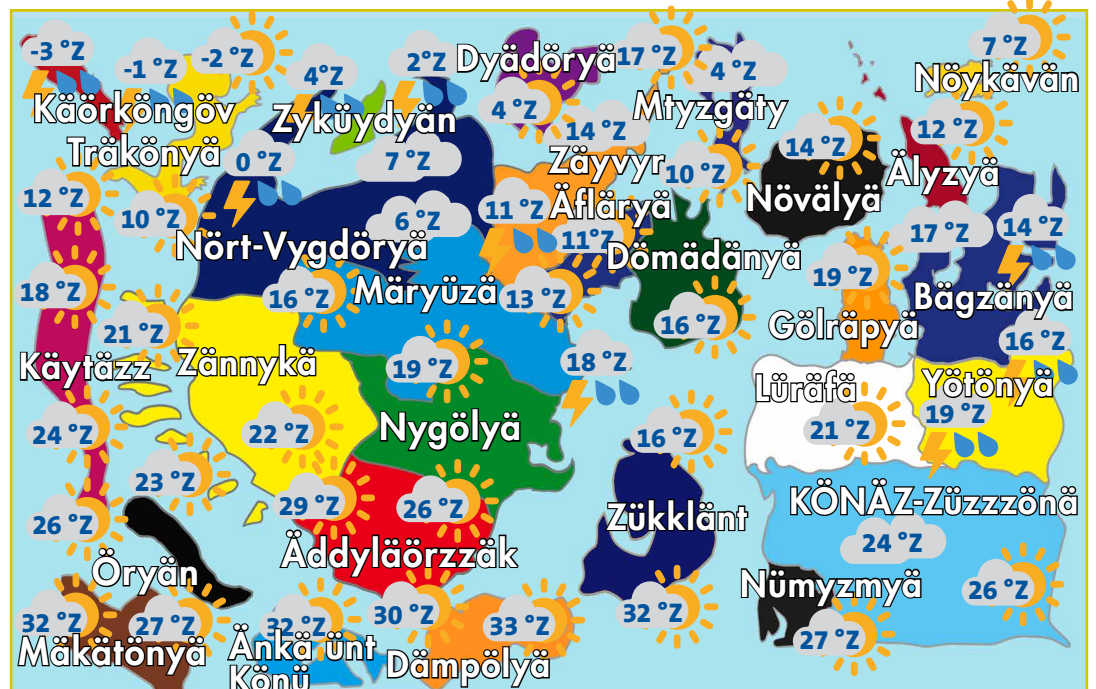 -3 °Z
-1 °Z
-2 °Z
4°Z
2°Z
Dyädöryä
17 °Z
4 °Z
7 °Z
Nöykävän
Käörköngöv
Zyküydyän
4 °Z
Mtyzgäty
Träkönyä
0 °Z
7 °Z
14 °Z
Zäyvyr
10 °Z
14 °Z
12 °Z
Älyzyä
12 °Z
10 °Z
6 °Z
11 °Z
Äfläryä
Növälyä
Nört-Vygdöryä
11°Z
Dömädänyä
17 °Z
14 °Z
18 °Z
16 °Z
Märyüzä
13 °Z
19 °Z
Bägzänyä
21 °Z
16 °Z
Gölräpyä
16 °Z
Käytäzz
Zännykä
19 °Z
18 °Z
Lüräfä
Yötönyä
24 °Z
22 °Z
Nygölyä
16 °Z
21 °Z
19 °Z
23 °Z
29 °Z
26 °Z
KÖNÄZ-Züzzzönä
26 °Z
Zükklänt
24 °Z
Öryän
Äddyläörzzäk
Nümyzmyä
26 °Z
32 °Z
27 °Z
32 °Z
30 °Z
33 °Z
32 °Z
27 °Z
Mäkätönyä
Änkä ünt
Könü
Dämpölyä